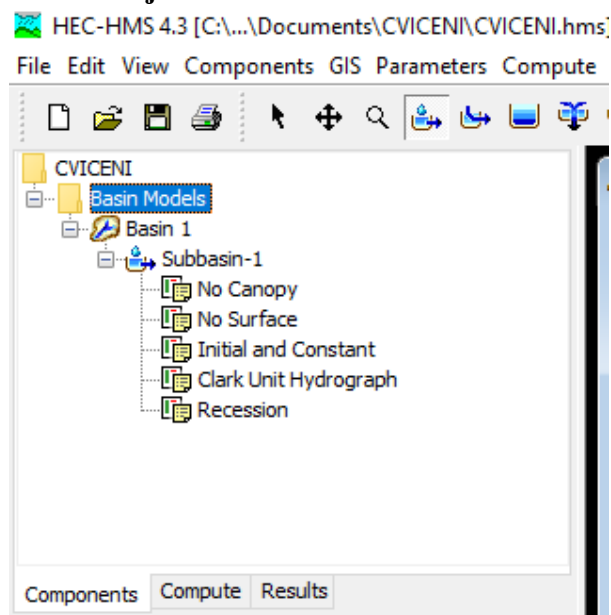 HEC-HMS 4.3 [C:\...\Documents\CVICENI\CVICENI.hms]
File Edit View Components GIS Parameters Compute
CVICENI
Basin Models
Basin 1
Subbasin-1
No Canopy
No Surface
Initial and Constant
Clark Unit Hydrograph
Recession
Components Compute Results